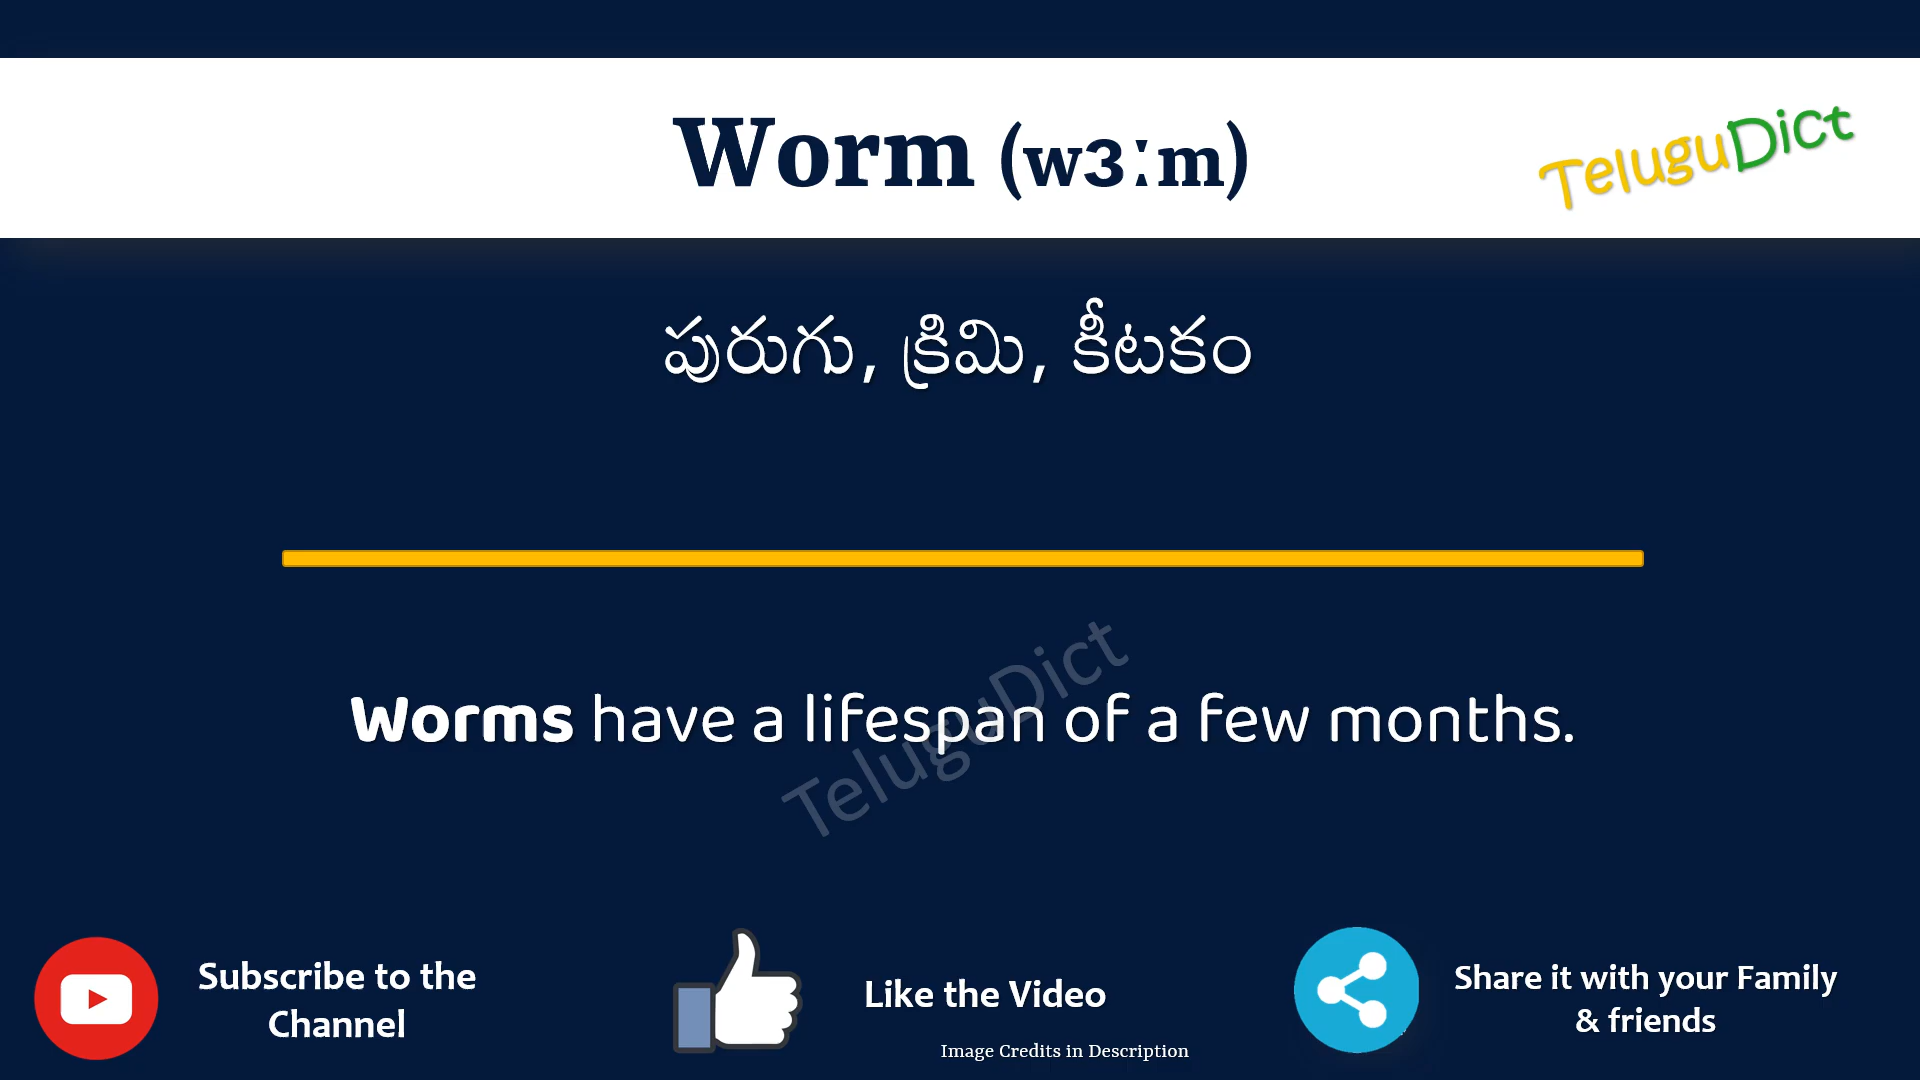 Worm (wɜːm)
TeluguDict
పురుగు, క్రిమి, కీటకం
Worms have a lifespan of a few months.
TeluguDict
Subscribe to the
Channel
Like the Video
Share it with your Family
& friends
Image Credits in Description